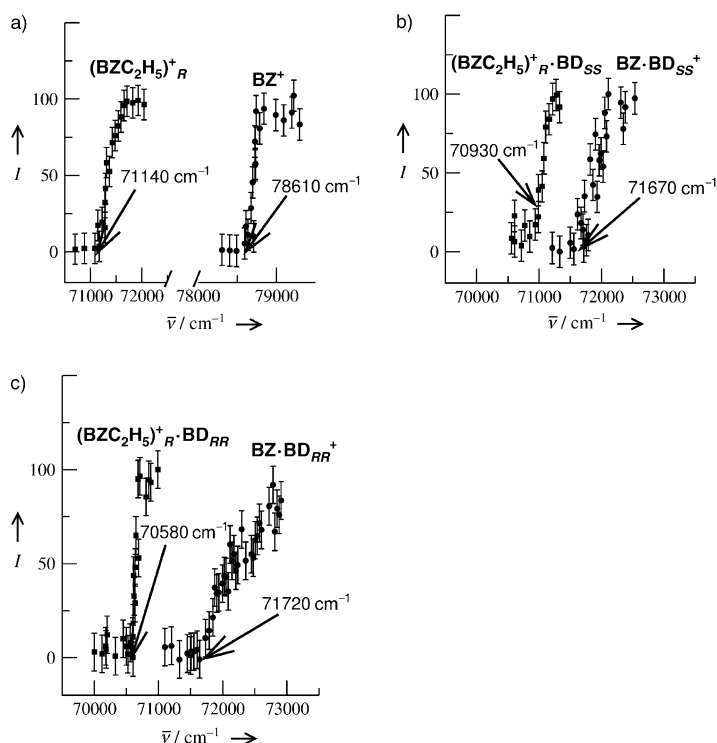 a)
(BZC₂H₅)⁺R
BZ⁺
100
50
0
I
71140 cm⁻¹
78610 cm⁻¹
71000 72000 78000 79000
ν̅ / cm⁻¹
b)
(BZC₂H₅)⁺R·BDSS
BZ·BDSS⁺
100
50
0
I
70930 cm⁻¹
71670 cm⁻¹
70000 71000 72000 73000
ν̅ / cm⁻¹
c)
(BZC₂H₅)⁺R·BDRR
BZ·BDRR⁺
100
50
0
I
70580 cm⁻¹
71720 cm⁻¹
70000 71000 72000 73000
ν̅ / cm⁻¹